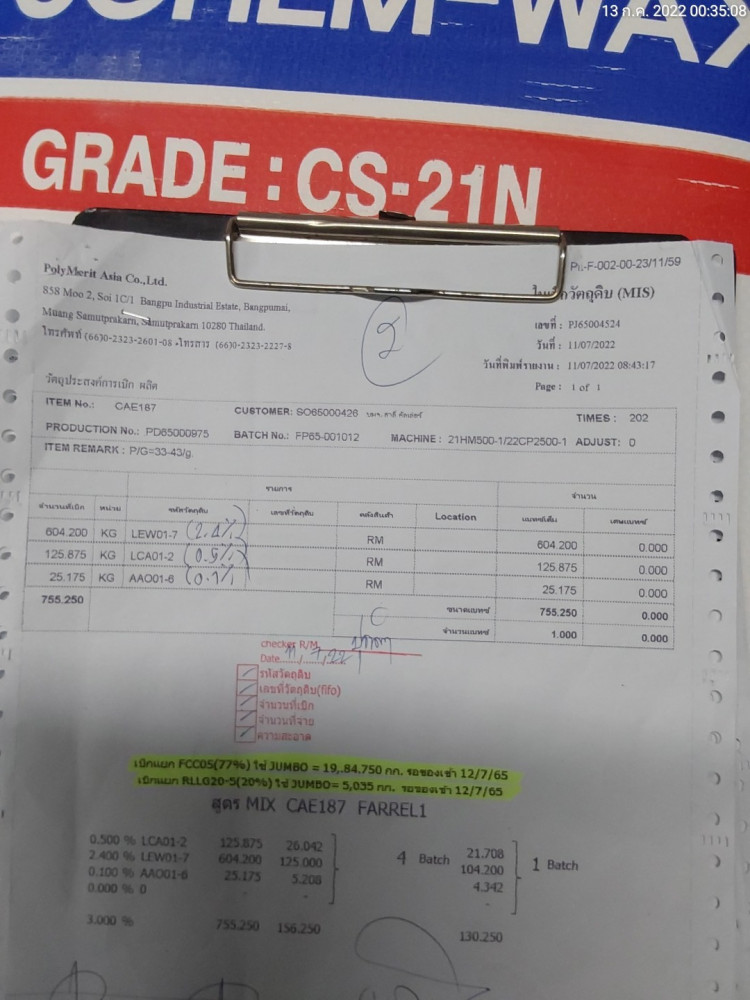 13 ก.ค. 2022 00:35:08
CHEM-WAX
GRADE : CS-21N
-F-002-00-23/11/59
PolyMerit Asia Co.,Ltd.
858 Moo 2, Soi 1C/1 Bangpu Industrial Estate, Bangpumai,
Muang Samutprakarn, Samutprakarn 10280 Thailand.
โทรศัพท์ (66)0-2323-2601-08 โทรสาร (66)0-2323-2227-8
วัตถุดิบ (MIS)
เลขที่ : PJ65004524
วันที่ : 11/07/2022
วันที่พิมพ์รายงาน : 11/07/2022 08:43:17
Page : 1 of 1
2
วัตถุประสงค์การเบิก ผลิต
ITEM No.: CAE187 CUSTOMER: SO65000426 TIMES : 202
PRODUCTION No.: PD65000975 BATCH No.: FP65-001012 MACHINE : 21HM500-1/22CP2500-1 ADJUST: 0
ITEM REMARK : P/G=33-43/g.
รายการ จำนวน
จำนวนที่เบิก หน่วย รหัสวัตถุดิบ เลขที่วัตถุดิบ คลังสินค้า Location แบทช์เต็ม เศษแบทช์
604.200 KG LEW01-7 (2.4%) RM 604.200 0.000
125.875 KG LCA01-2 (0.5%) RM 125.875 0.000
25.175 KG AAO01-6 (0.1%) RM 25.175 0.000
755.250 ขนาดแบทช์ 755.250 0.000
จำนวนแบทช์ 1.000 0.000
checker R/M
Date 11/7/22
รหัสวัตถุดิบ
เลขที่วัตถุดิบ(fifo)
จำนวนที่เบิก
จำนวนที่จ่าย
ความสะอาด
เบิกแยก FCC05(77%) ใช้ JUMBO = 19,.84.750 กก. รอของเข้า 12/7/65
เบิกแยก RLLG20-5(20%) ใช้ JUMBO= 5,035 กก. รอของเข้า 12/7/65
สูตร MIX CAE187 FARREL1
0.500 % LCA01-2 125.875 26.042 21.708
2.400 % LEW01-7 604.200 125.000 4 Batch 104.200 1 Batch
0.100 % AAO01-6 25.175 5.208 4.342
0.000 % 0 - - -
3.000 % 755.250 156.250 130.250